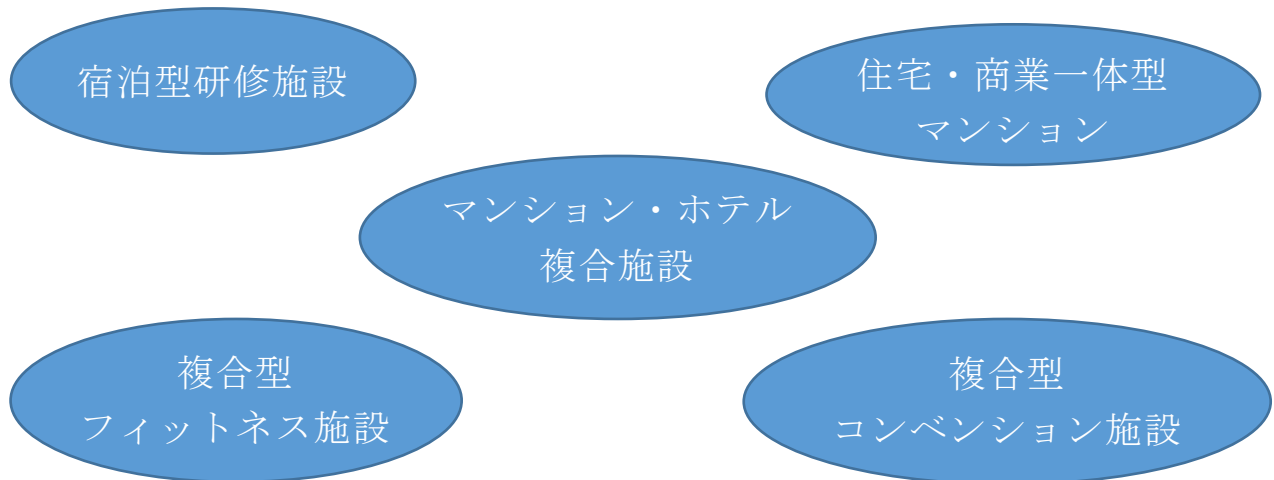 宿泊型研修施設
住宅・商業一体型
マンション
マンション・ホテル
複合施設
複合型
フィットネス施設
複合型
コンベンション施設